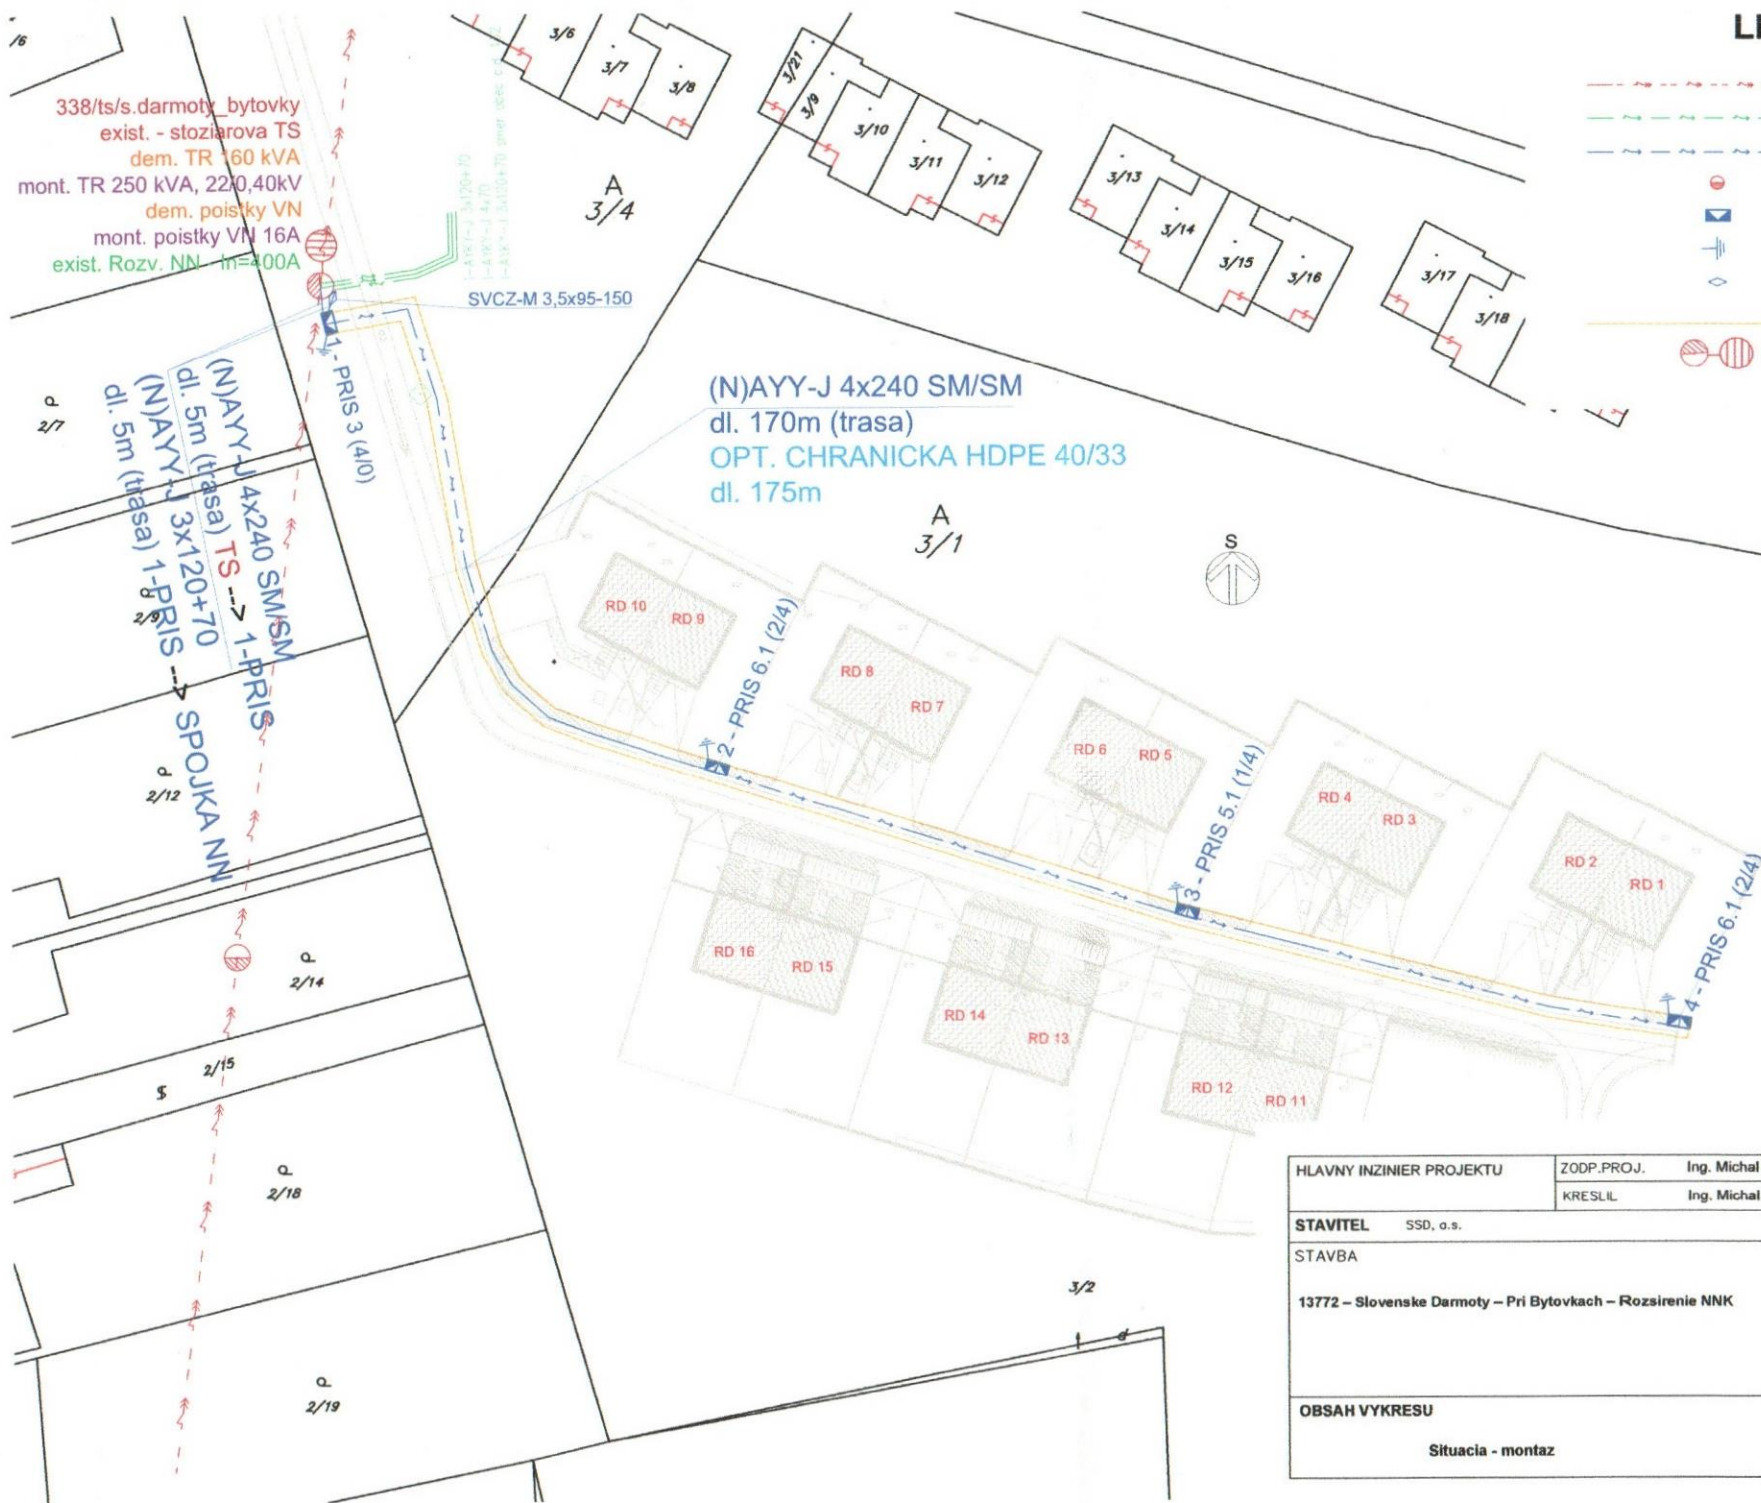 /6
338/ts/s.darmoty_bytovky
exist. - stoziarova TS
dem. TR 160 kVA
mont. TR 250 kVA, 22/0,40kV
dem. poistky VN
mont. poistky VN 16A
exist. Rozv. NN - In=400A
SVCZ-M 3,5x95-150
1 - PRIS 3 (4/0)
(N)AYY-J 4x240 SM/SM
dl. 5m (trasa) TS ---> 1-PRIS
(N)AYY-J 3x120+70
dl. 5m (trasa) 1-PRIS ---> SPOJKA NN
(N)AYY-J 4x240 SM/SM
dl. 170m (trasa)
OPT. CHRANICKA HDPE 40/33
dl. 175m
A
3/4
A
3/1
S
3/6
3/7
3/8
3/21
3/9
3/10
3/11
3/12
3/13
3/14
3/15
3/16
3/17
3/18
2/7
2/9
2/12
2/14
2/15
2/18
2/19
3/2
RD 10
RD 9
2 - PRIS 6.1 (2/4)
RD 8
RD 7
RD 6
RD 5
3 - PRIS 5.1 (1/4)
RD 4
RD 3
RD 2
RD 1
4 - PRIS 6.1 (2/4)
RD 16
RD 15
RD 14
RD 13
RD 12
RD 11
HLAVNY INZINIER PROJEKTU
ZODP.PROJ. Ing. Michal
KRESLIL Ing. Michal
STAVITEL SSD, a.s.
STAVBA
13772 – Slovenske Darmoty – Pri Bytovkach – Rozsirenie NNK
OBSAH VYKRESU
Situacia - montaz